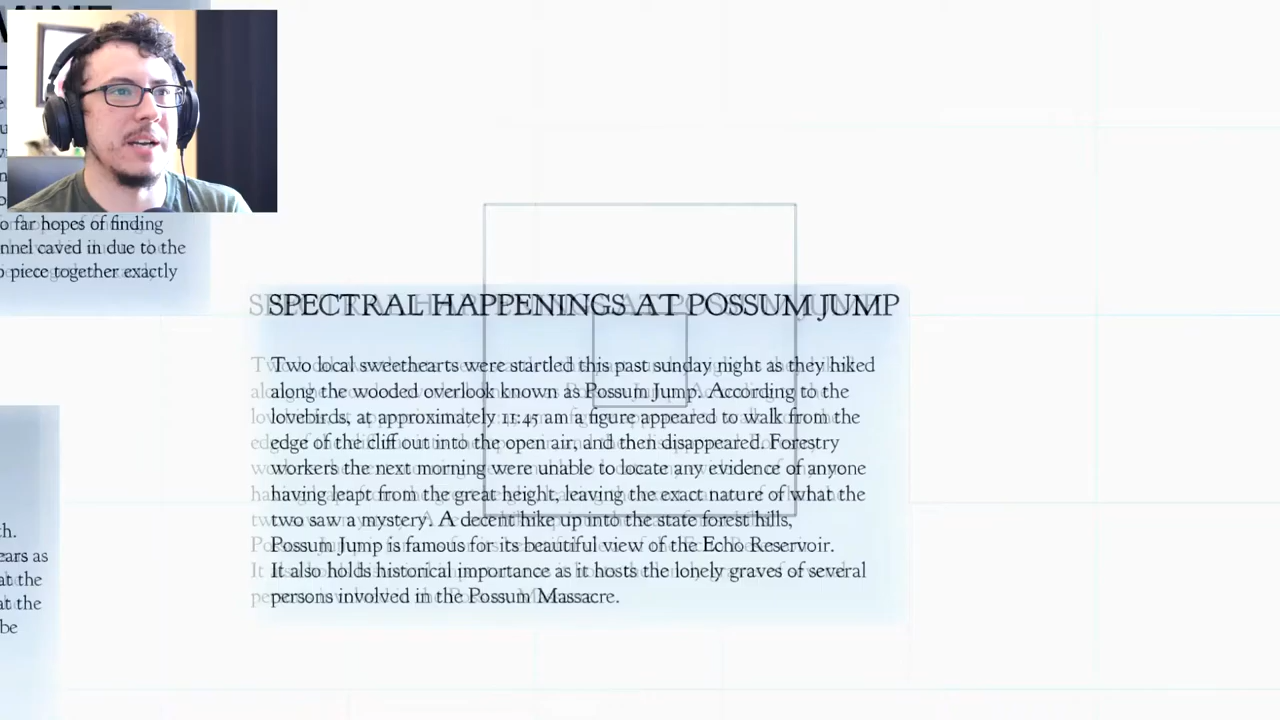 MINE
o far hopes of finding
nnel caved in due to the
piece together exactly
SPECTRAL HAPPENINGS AT POSSUM JUMP
Two local sweethearts were startled this past sunday night as they hiked
along the wooded overlook known as Possum Jump. According to the
lovebirds, at approximately 11:45 am a figure appeared to walk from the
edge of the cliff out into the open air, and then disappeared. Forestry
workers the next morning were unable to locate any evidence of anyone
having leapt from the great height, leaving the exact nature of what the
two saw a mystery. A decent hike up into the state forest hills,
Possum Jump is famous for its beautiful view of the Echo Reservoir.
It also holds historical importance as it hosts the lonely graves of several
persons involved in the Possum Massacre.
th.
ears as
at the
at the
be